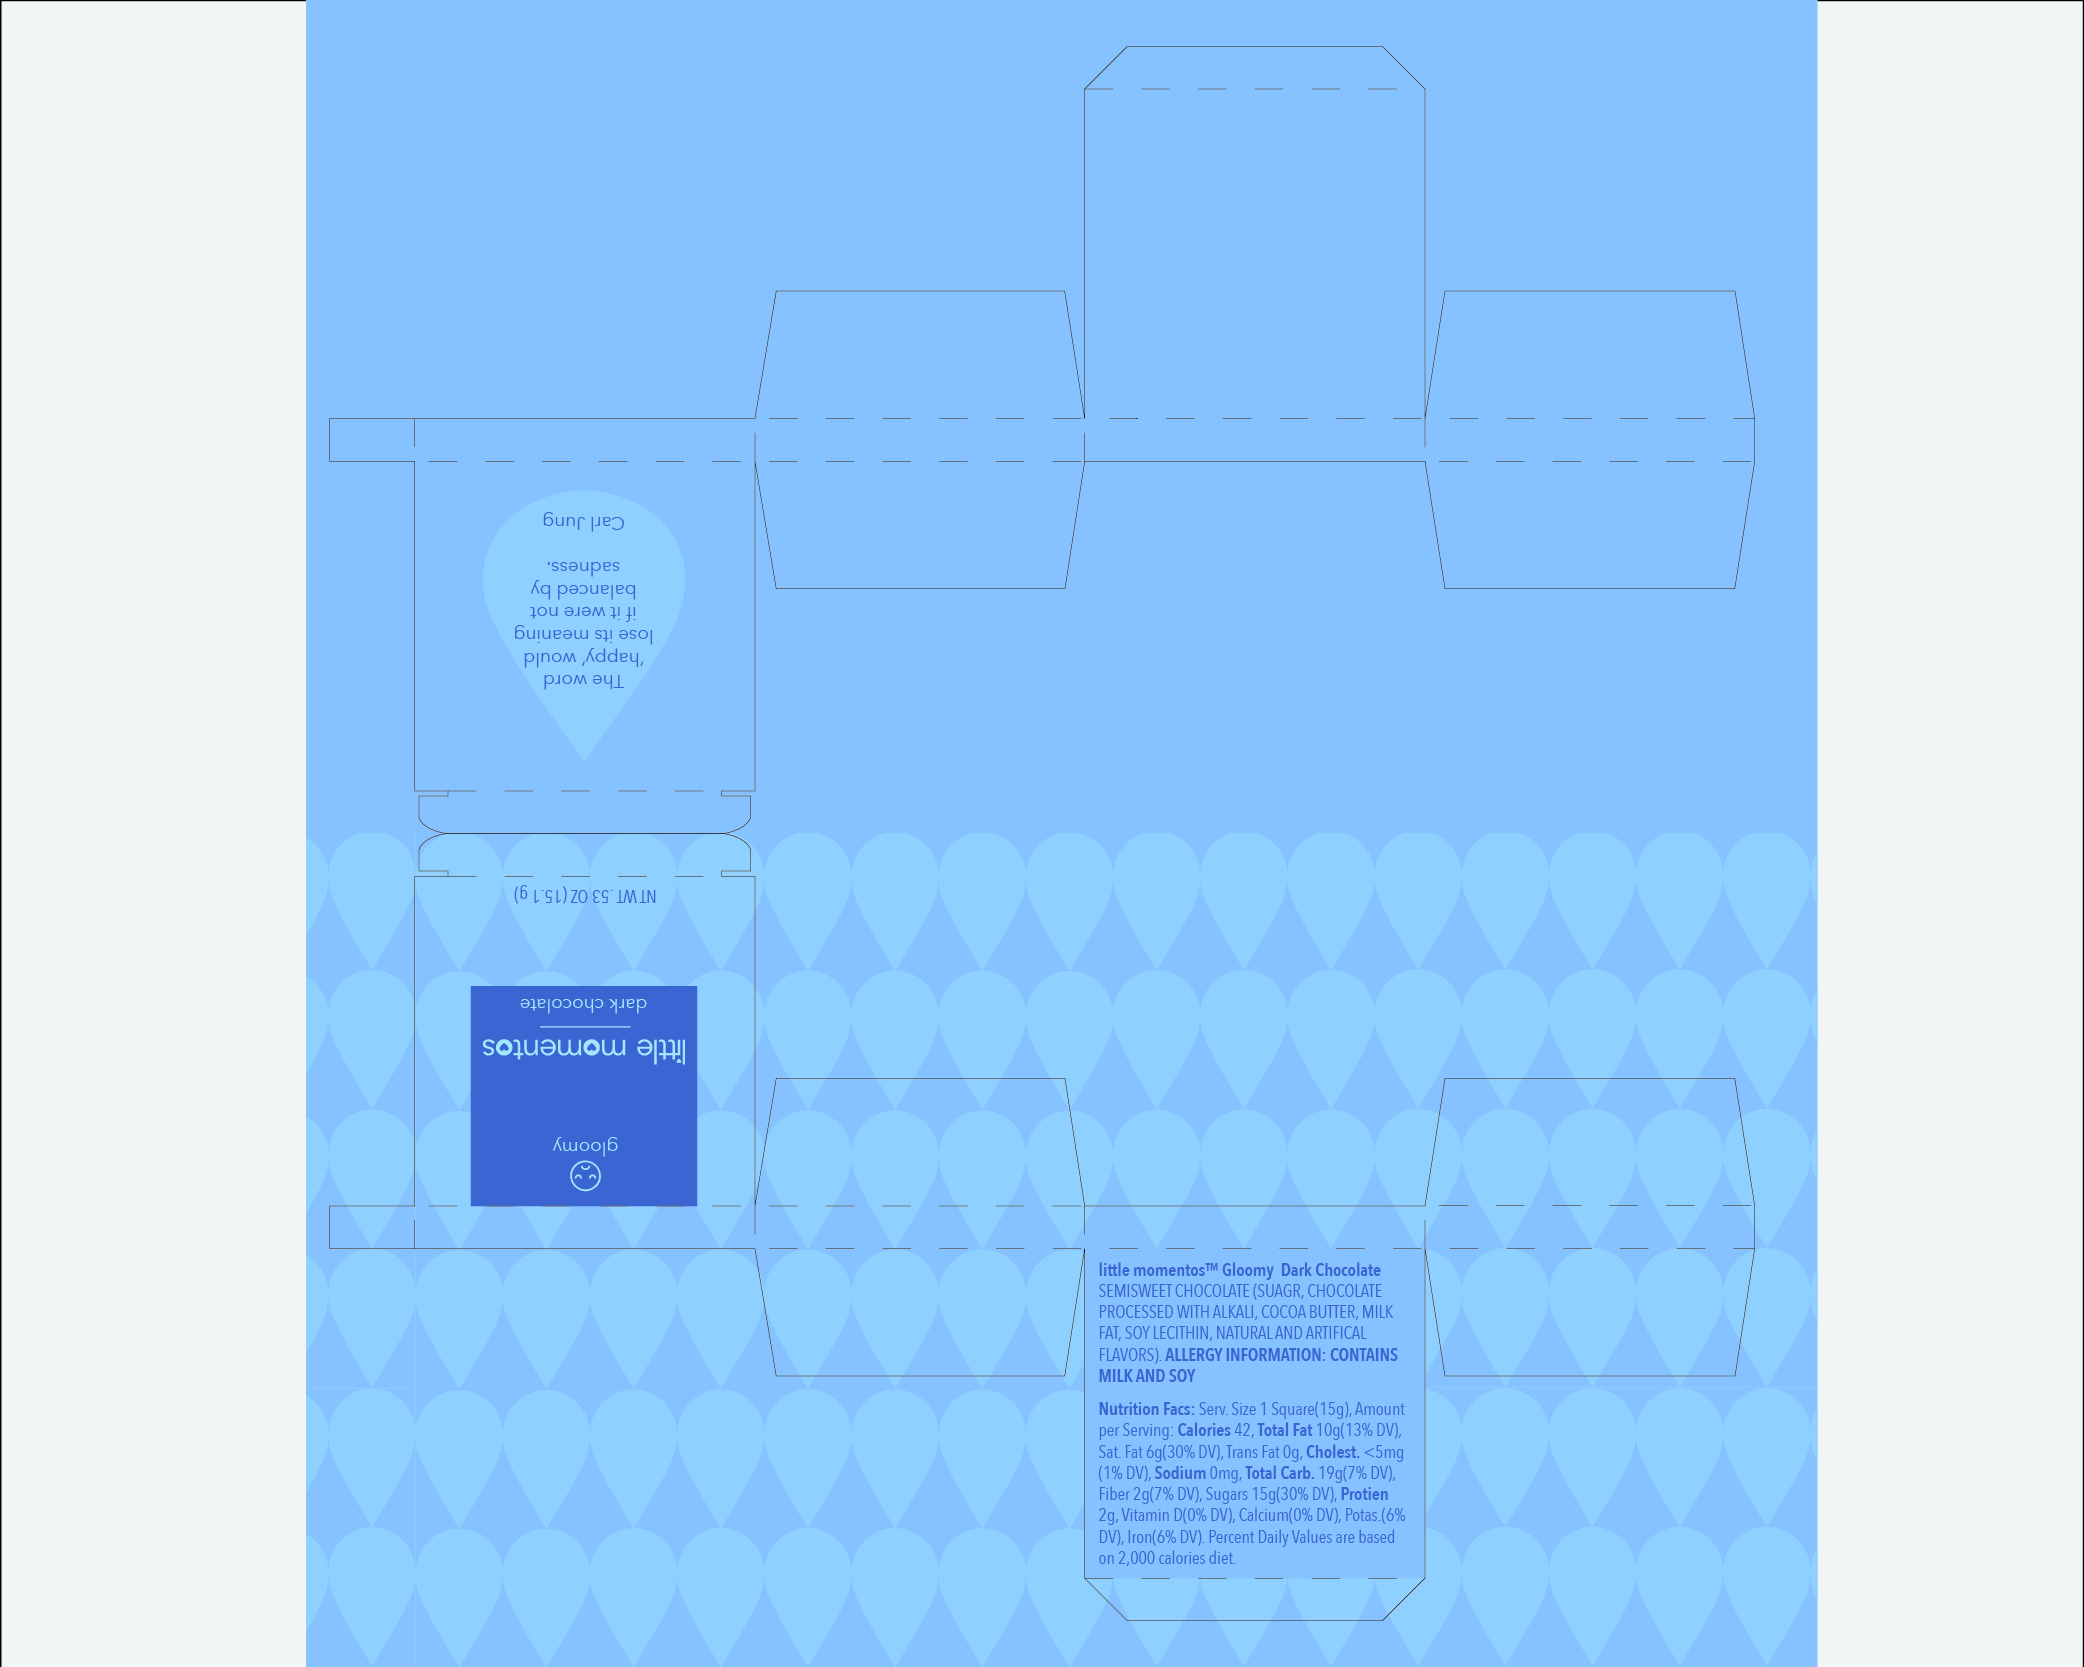 The word
'happy,' would
lose its meaning
if it were not
balanced by
sadness.
Carl Jung
gloomy
little momentos
dark chocolate
NTWT .53 OZ (15.1 g)
little momentos™ Gloomy  Dark Chocolate
SEMISWEET CHOCOLATE (SUAGR, CHOCOLATE
PROCESSED WITH ALKALI, COCOA BUTTER, MILK
FAT, SOY LECITHIN, NATURAL AND ARTIFICAL
FLAVORS). ALLERGY INFORMATION: CONTAINS
MILK AND SOY
Nutrition Facs: Serv. Size 1 Square(15g), Amount
per Serving: Calories 42, Total Fat 10g(13% DV),
Sat. Fat 6g(30% DV), Trans Fat 0g, Cholest. <5mg
(1% DV), Sodium 0mg, Total Carb. 19g(7% DV),
Fiber 2g(7% DV), Sugars 15g(30% DV), Protien
2g, Vitamin D(0% DV), Calcium(0% DV), Potas.(6%
DV), Iron(6% DV). Percent Daily Values are based
on 2,000 calories diet.